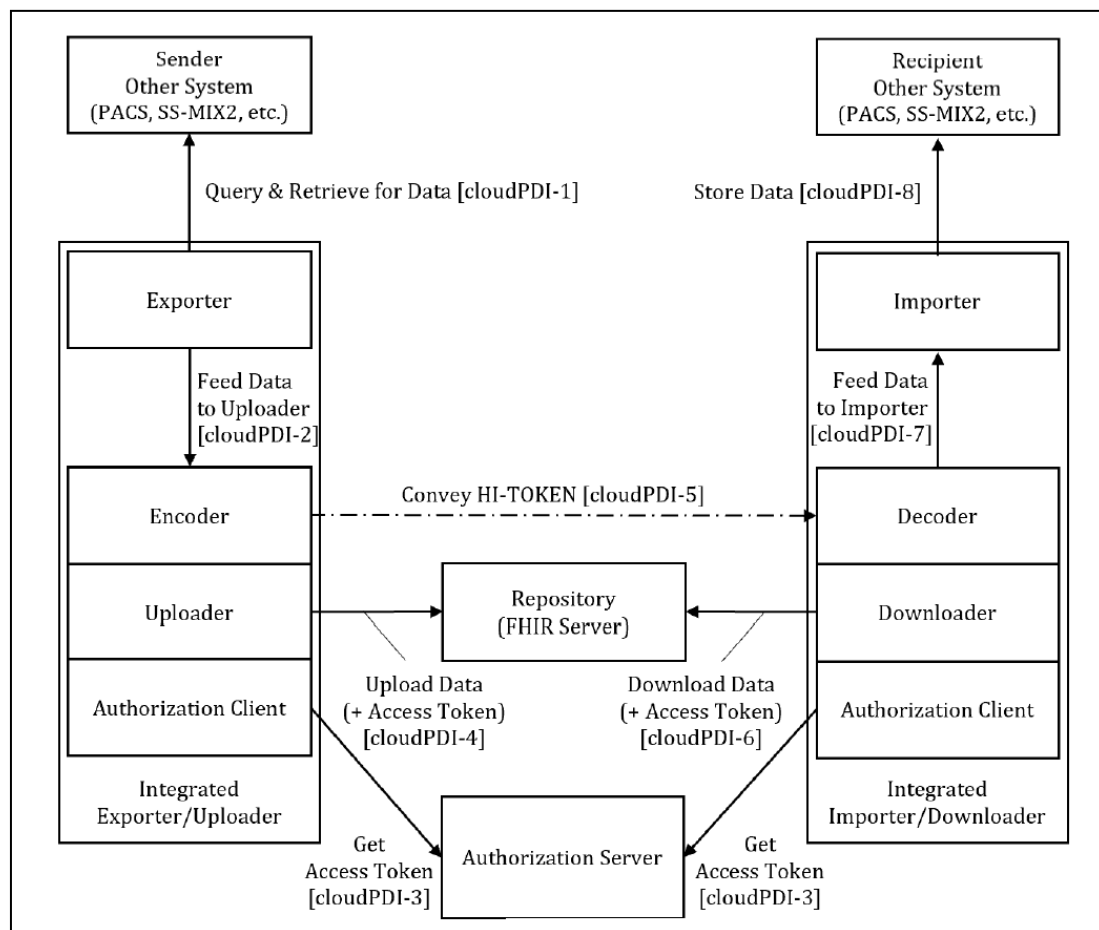 Sender
Other System
(PACS, SS-MIX2, etc.)
Recipient
Other System
(PACS, SS-MIX2, etc.)
Query & Retrieve for Data [cloudPDI-1]
Store Data [cloudPDI-8]
Exporter
Importer
Feed Data
to Uploader
[cloudPDI-2]
Feed Data
to Importer
[cloudPDI-7]
Convey HI-TOKEN [cloudPDI-5]
Encoder
Decoder
Uploader
Repository
(FHIR Server)
Downloader
Upload Data
(+ Access Token)
[cloudPDI-4]
Download Data
(+ Access Token)
[cloudPDI-6]
Authorization Client
Authorization Client
Integrated
Exporter/Uploader
Integrated
Importer/Downloader
Get
Access Token
[cloudPDI-3]
Authorization Server
Get
Access Token
[cloudPDI-3]